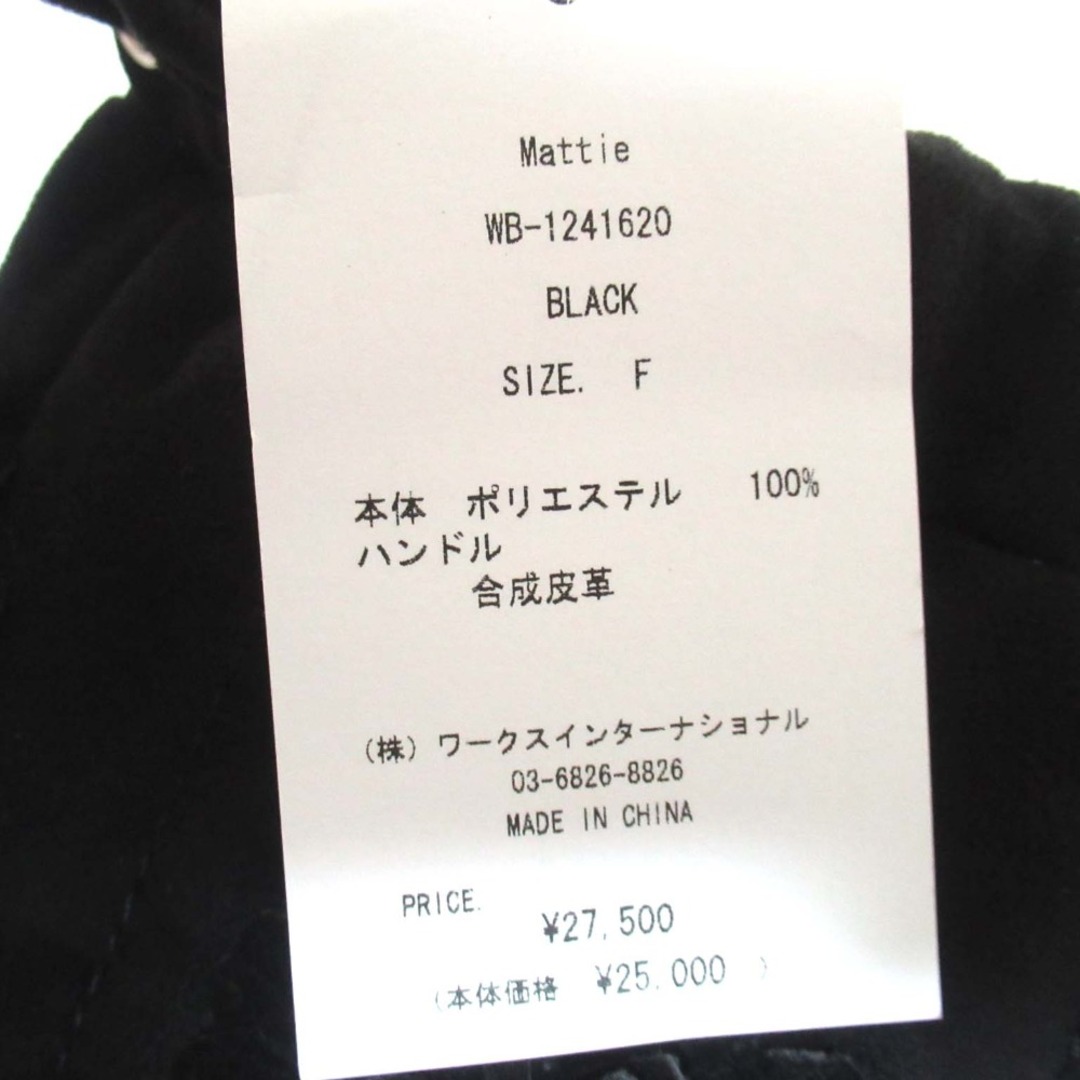 Mattie
WB-1241620
BLACK
SIZE. F
本体 ポリエステル 100%
ハンドル
合成皮革
(株)ワークスインターナショナル
03-6826-8826
MADE IN CHINA
PRICE.
¥27,500
(本体価格 ¥25,000 )